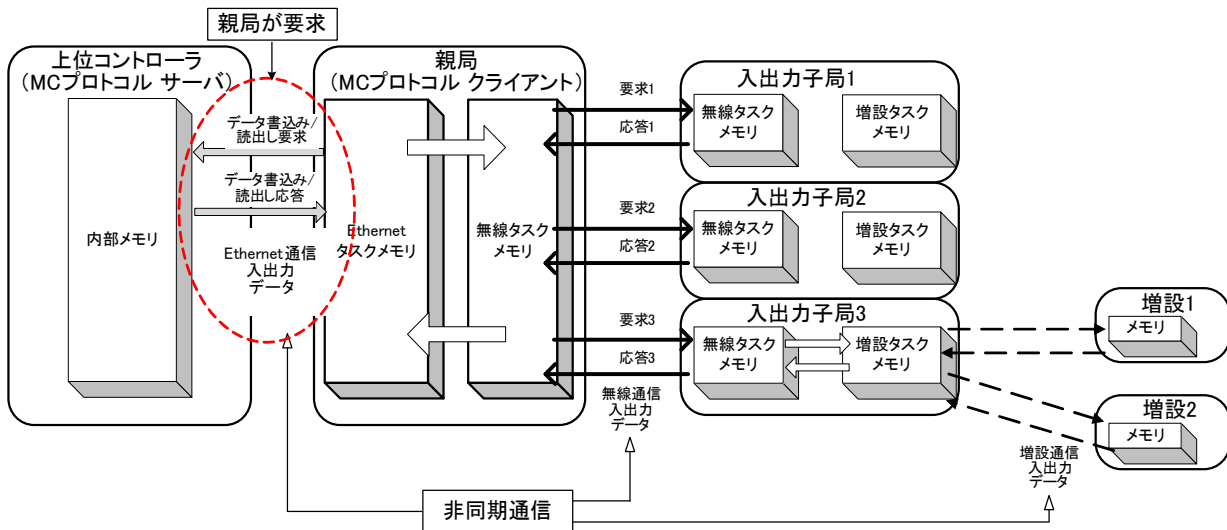 親局が要求
上位コントローラ
（MCプロトコル サーバ）
親局
（MCプロトコル クライアント）
データ書込み/
読出し要求
データ書込み/
読出し応答
内部メモリ
Ethernet通信
入出力
データ
Ethernet
タスクメモリ
無線タスク
メモリ
要求1
応答1
要求2
応答2
要求3
応答3
入出力子局1
無線タスク
メモリ
増設タスク
メモリ
入出力子局2
無線タスク
メモリ
増設タスク
メモリ
入出力子局3
無線タスク
メモリ
増設タスク
メモリ
増設1
メモリ
増設2
メモリ
無線通信
入出力
データ
増設通信
入出力
データ
非同期通信